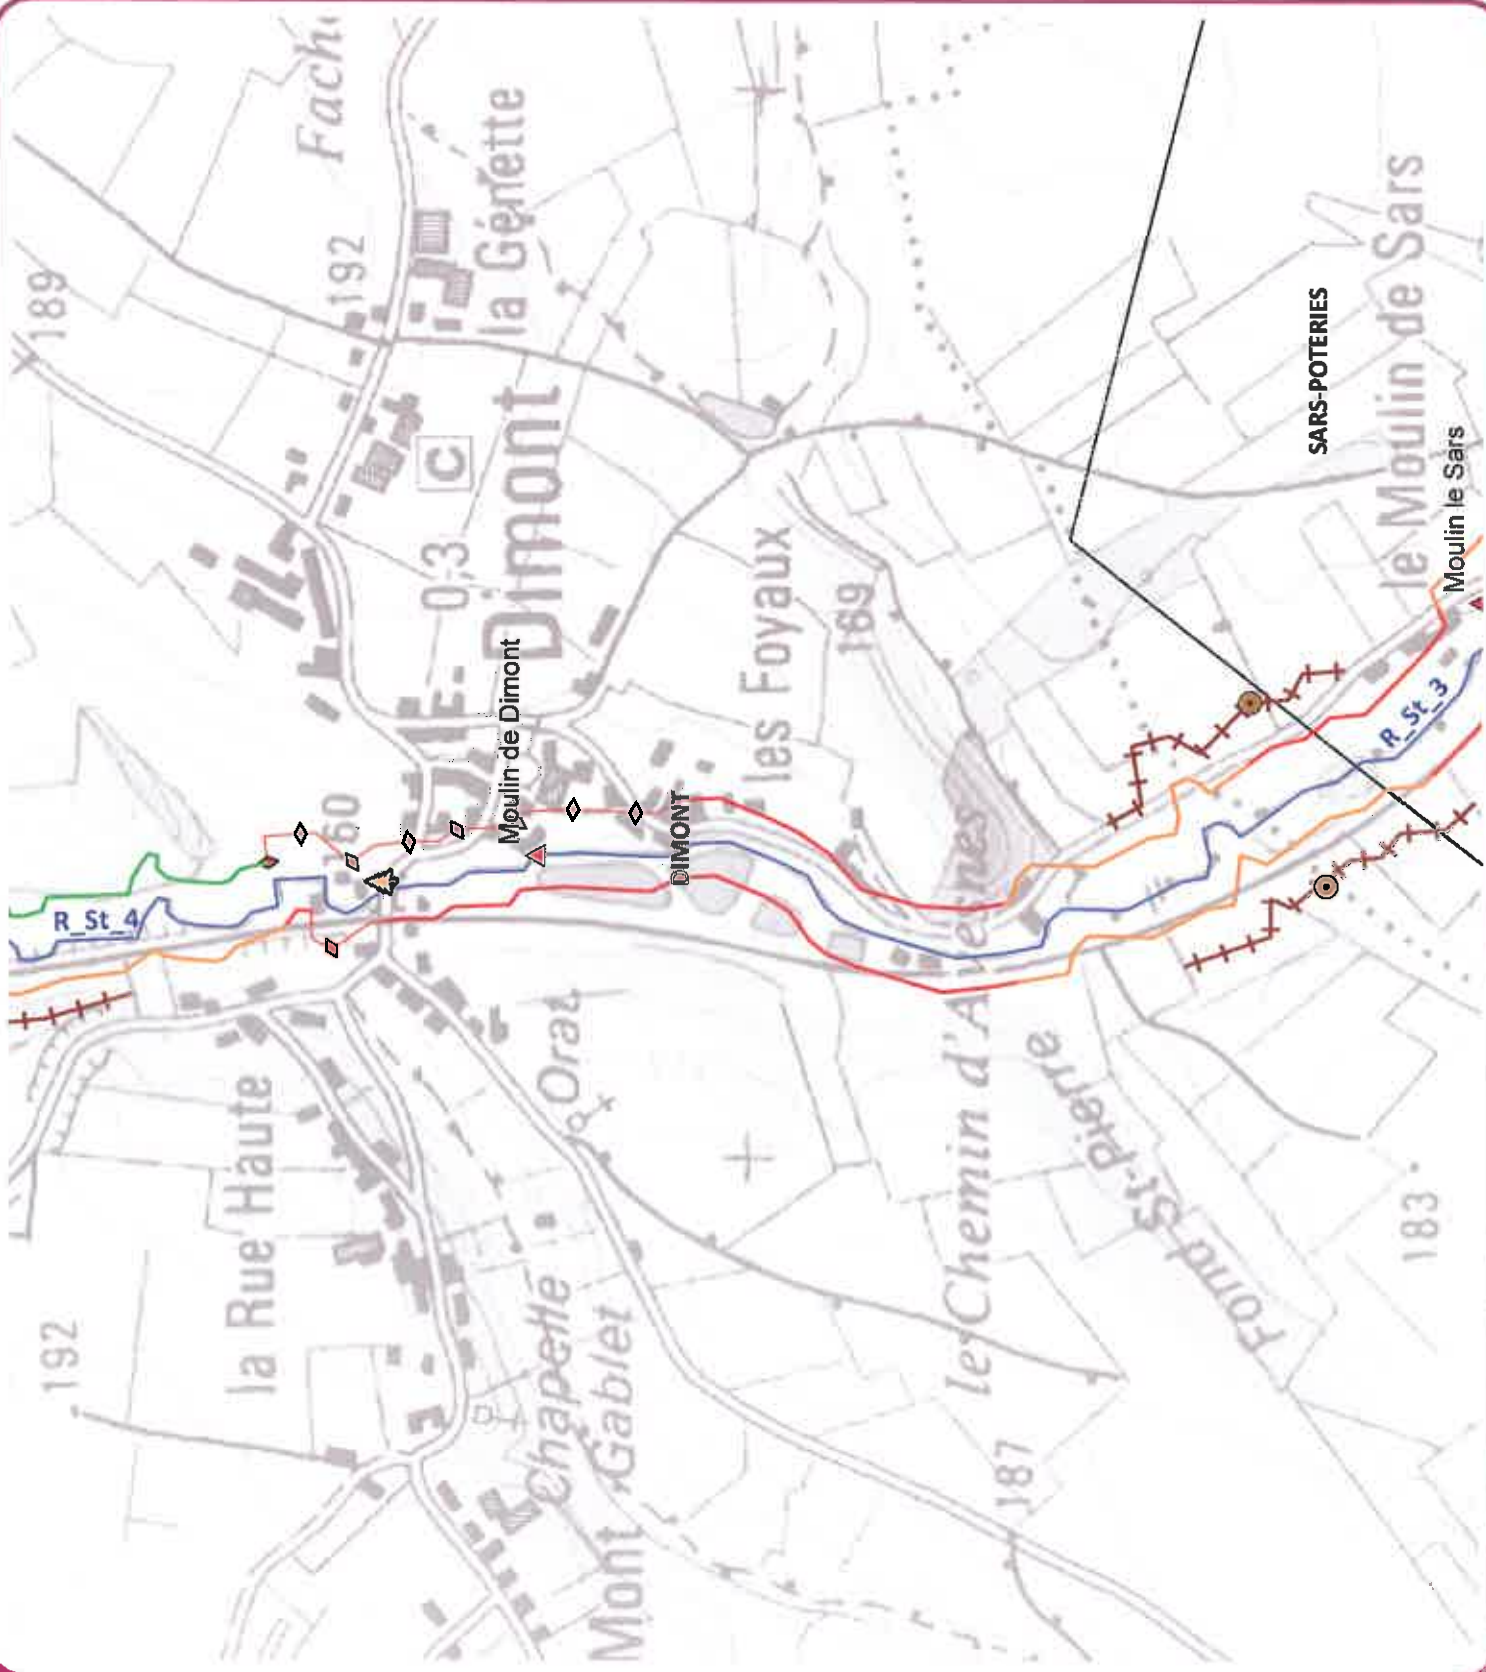 Fache
189
192
la Génette
C
0-3
Dimont
SARS-POTERIES
le Moulin de Sars
Moulin le Sars
Moulin de Dimont
les Foyaux
169
R_St_3
160
DIMONT
R_St_4
Orat.
la Rue Haute
les Chemin d'Avesnes
Fond St-Pierre
183
192
Chapelle
Gablet
Mont
187